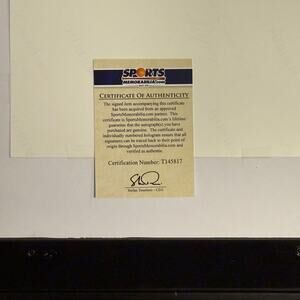 SPORTS
MEMORABILIA.com
CERTIFICATE OF AUTHENTICITY
The signed item accompanying this certificate
has been acquired from an approved
SportsMemorabilia.com partner. This
certificate is SportsMemorabilia.com's lifetime
guarantee that the autograph(s) you have
purchased are genuine. The certificate and
individually numbered hologram ensure that all
signatures can be traced back to their point of
origin through SportsMemorabilia.com and
verified as authentic.
Certification Number: T145817
CEO